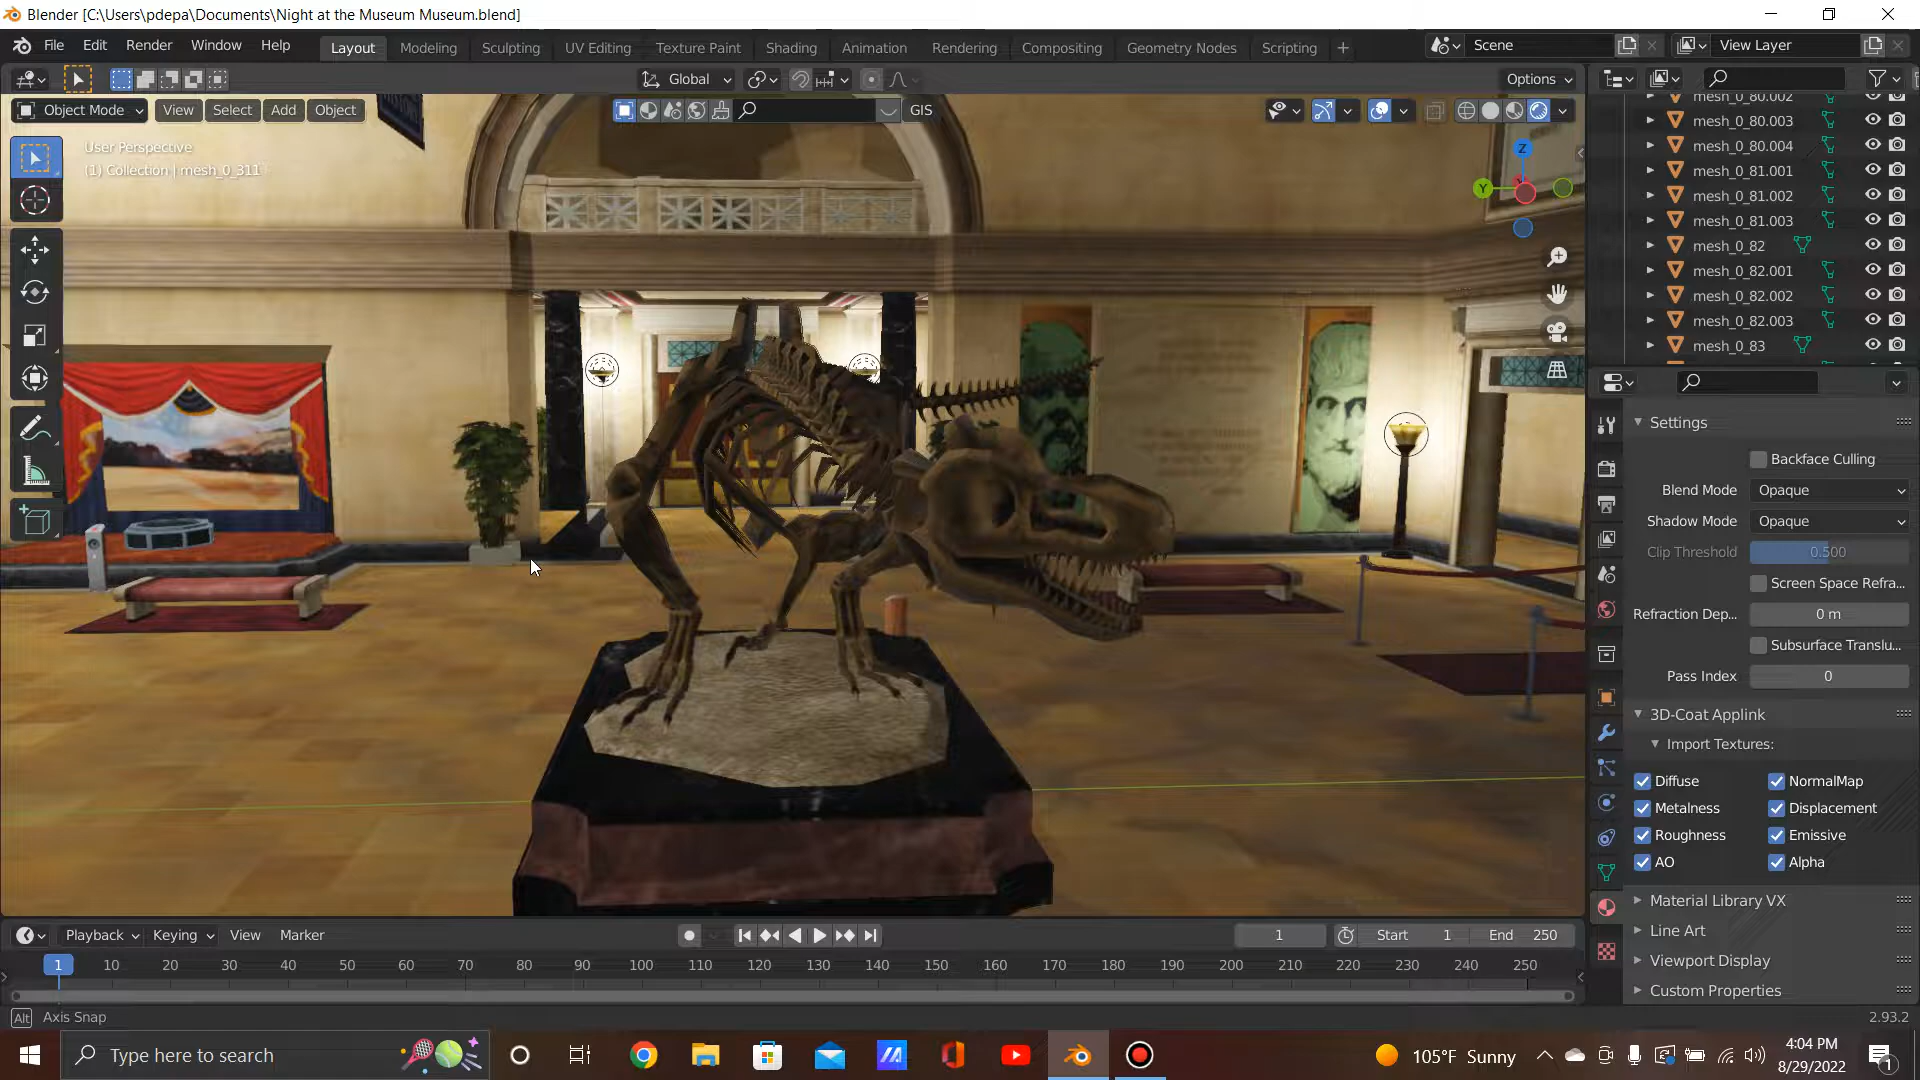 Blender [C:\Users\pdepa\Documents\Night at the Museum Museum.blend]
File Edit Render Window Help Layout Modeling Sculpting UV Editing Texture Paint Shading Animation Rendering Compositing Geometry Nodes Scripting + Scene View Layer
Global Options
Object Mode View Select Add Object GIS
User Perspective
(1) Collection | mesh_0_311
Z
Y
mesh_0_80.002
mesh_0_80.003
mesh_0_80.004
mesh_0_81.001
mesh_0_81.002
mesh_0_81.003
mesh_0_82
mesh_0_82.001
mesh_0_82.002
mesh_0_82.003
mesh_0_83
Settings
Backface Culling
Blend Mode Opaque
Shadow Mode Opaque
Clip Threshold 0.500
Screen Space Refra...
Refraction Dep... 0 m
Subsurface Translu...
Pass Index 0
3D-Coat Applink
Import Textures:
Diffuse NormalMap
Metalness Displacement
Roughness Emissive
AO Alpha
Material Library VX
Line Art
Viewport Display
Custom Properties
Playback Keying View Marker 1 Start 1 End 250
1 10 20 30 40 50 60 70 80 90 100 110 120 130 140 150 160 170 180 190 200 210 220 230 240 250
Alt Axis Snap 2.93.2
Type here to search 105°F Sunny 4:04 PM
8/29/2022 1